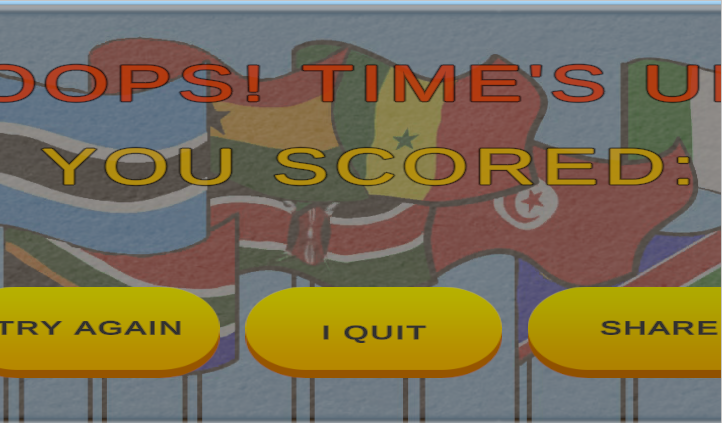 OOPS! TIME'S U
YOU SCORED:
TRY AGAIN
I QUIT
SHARE